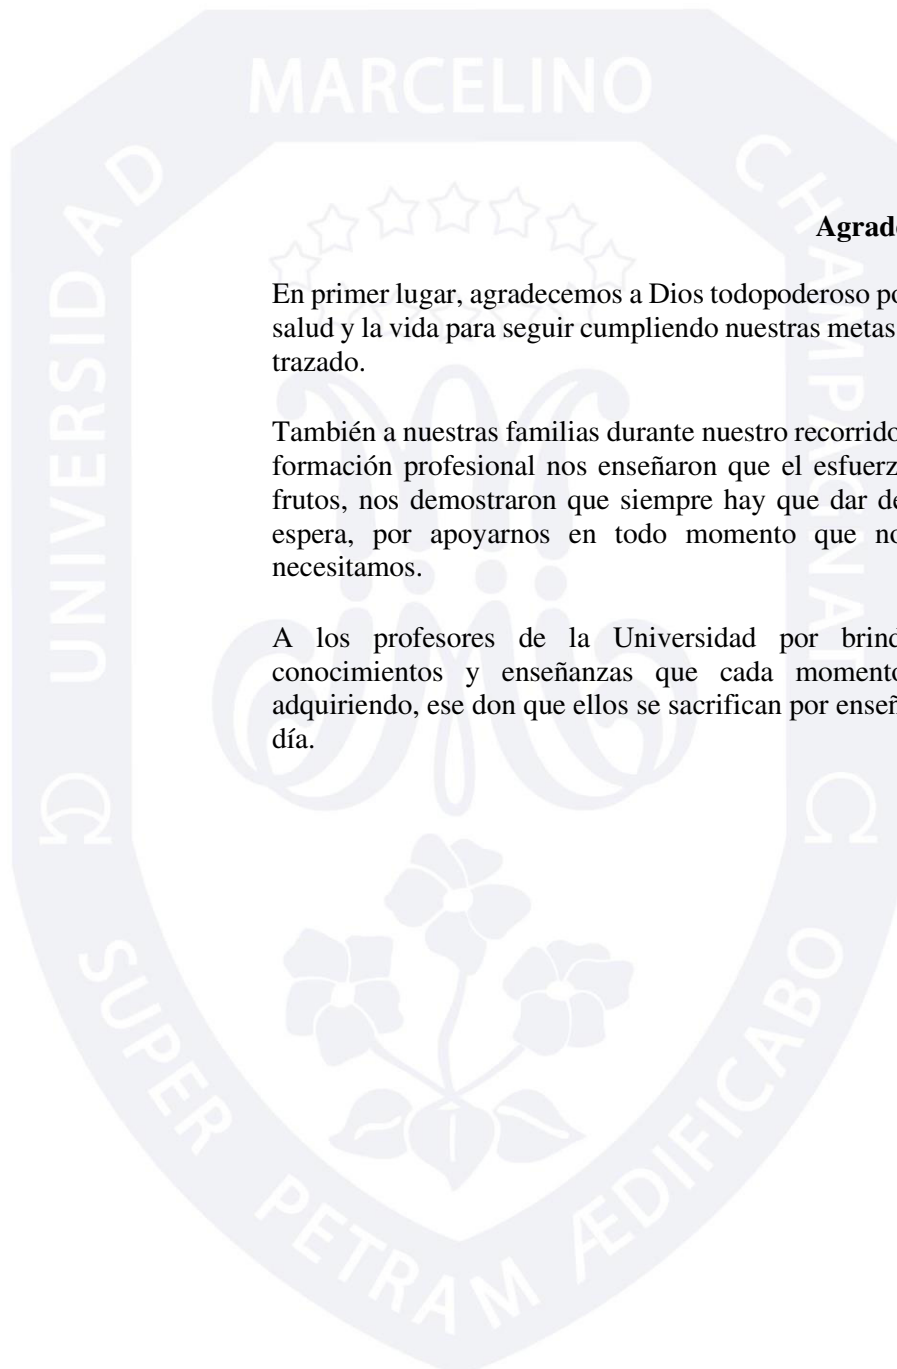 MARCELINO
UNIVERSIDAD
CHAMPAGNAT
Agrade
En primer lugar, agradecemos a Dios todopoderoso po
salud y la vida para seguir cumpliendo nuestras metas
trazado.
También a nuestras familias durante nuestro recorrido
formación profesional nos enseñaron que el esfuerz
frutos, nos demostraron que siempre hay que dar de
espera, por apoyarnos en todo momento que no
necesitamos.
A los profesores de la Universidad por brind
conocimientos y enseñanzas que cada momento
adquiriendo, ese don que ellos se sacrifican por enseñ
día.
SUPER PETRAM ÆDIFICABO